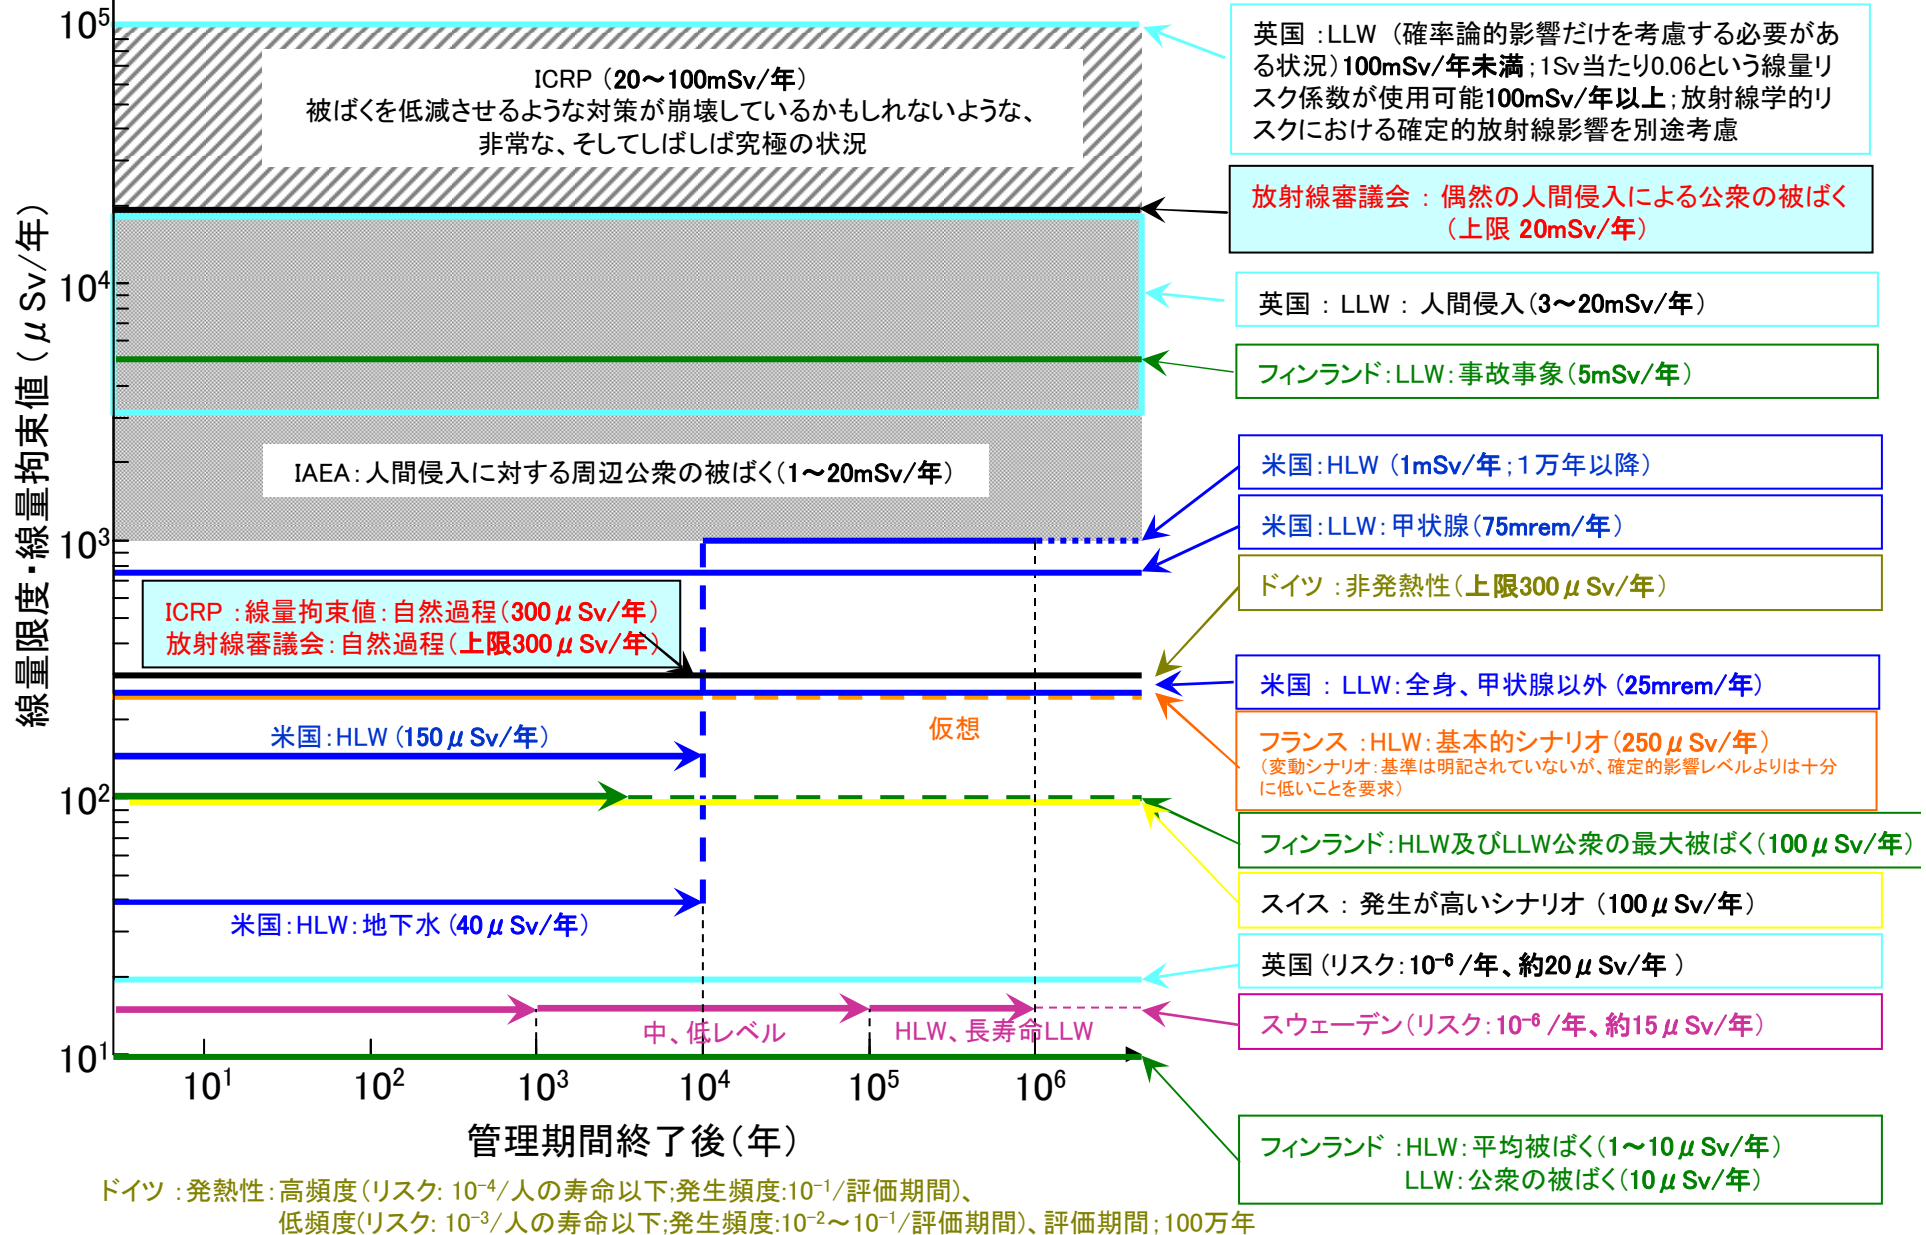 線量限度・線量拘束値（μSv/年）
10⁵
10⁴
10³
10²
10¹
ICRP （20～100mSv/年）
被ばくを低減させるような対策が崩壊しているかもしれないような、
非常な、そしてしばしば究極の状況
IAEA：人間侵入に対する周辺公衆の被ばく（1～20mSv/年）
ICRP ：線量拘束値：自然過程（300μSv/年）
放射線審議会：自然過程（上限300μSv/年）
米国：HLW （150μSv/年）
仮想
米国：HLW：地下水 （40μSv/年）
中、低レベル
HLW、長寿命LLW
10¹
10²
10³
10⁴
10⁵
10⁶
管理期間終了後（年）
英国 ：LLW （確率論的影響だけを考慮する必要があ
る状況）100mSv/年未満；1Sv当たり0.06という線量リ
スク係数が使用可能100mSv/年以上；放射線学的リ
スクにおける確定的放射線影響を別途考慮
放射線審議会 ： 偶然の人間侵入による公衆の被ばく
（上限 20mSv/年）
英国 ： LLW ： 人間侵入（3～20mSv/年）
フィンランド：LLW：事故事象（5mSv/年）
米国：HLW （1mSv/年；１万年以降）
米国：LLW：甲状腺（75mrem/年）
ドイツ ：非発熱性（上限300μSv/年）
米国 ： LLW：全身、甲状腺以外 （25mrem/年）
フランス ：HLW：基本的シナリオ（250μSv/年）
（変動シナリオ：基準は明記されていないが、確定的影響レベルよりは十分
に低いことを要求）
フィンランド：HLW及びLLW公衆の最大被ばく（100μSv/年）
スイス ： 発生が高いシナリオ （100μSv/年）
英国 （リスク：10⁻⁶ /年、約20μSv/年 ）
スウェーデン（リスク：10⁻⁶ /年、約15μSv/年）
フィンランド ：HLW：平均被ばく（1～10μSv/年）
LLW：公衆の被ばく（10μSv/年）
ドイツ ：発熱性：高頻度（リスク: 10⁻⁴/人の寿命以下;発生頻度:10⁻¹/評価期間）、
低頻度（リスク: 10⁻³/人の寿命以下;発生頻度:10⁻²～10⁻¹/評価期間）、評価期間；100万年